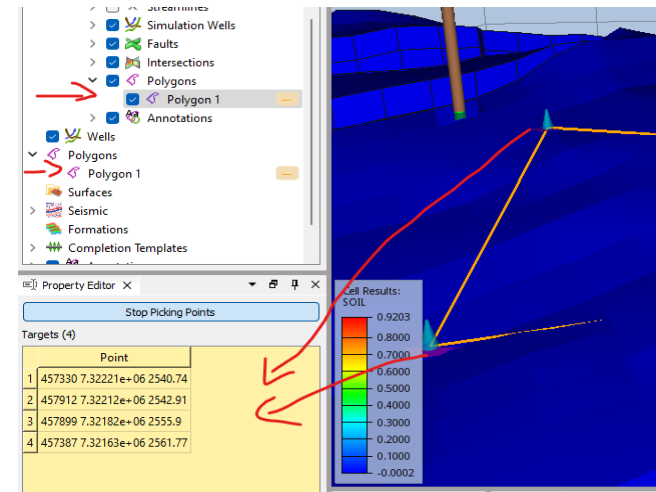 Streamlines
Simulation Wells
Faults
Intersections
Polygons
Polygon 1
Annotations
Wells
Polygons
Polygon 1
Surfaces
Seismic
Formations
Completion Templates
Property Editor
Stop Picking Points
Targets (4)
Point
1 457330 7.32221e+06 2540.74
2 457912 7.32212e+06 2542.91
3 457899 7.32182e+06 2555.9
4 457387 7.32163e+06 2561.77
Cell Results:
SOIL
0.9203
0.8000
0.7000
0.6000
0.5000
0.4000
0.3000
0.2000
0.1000
-0.0002